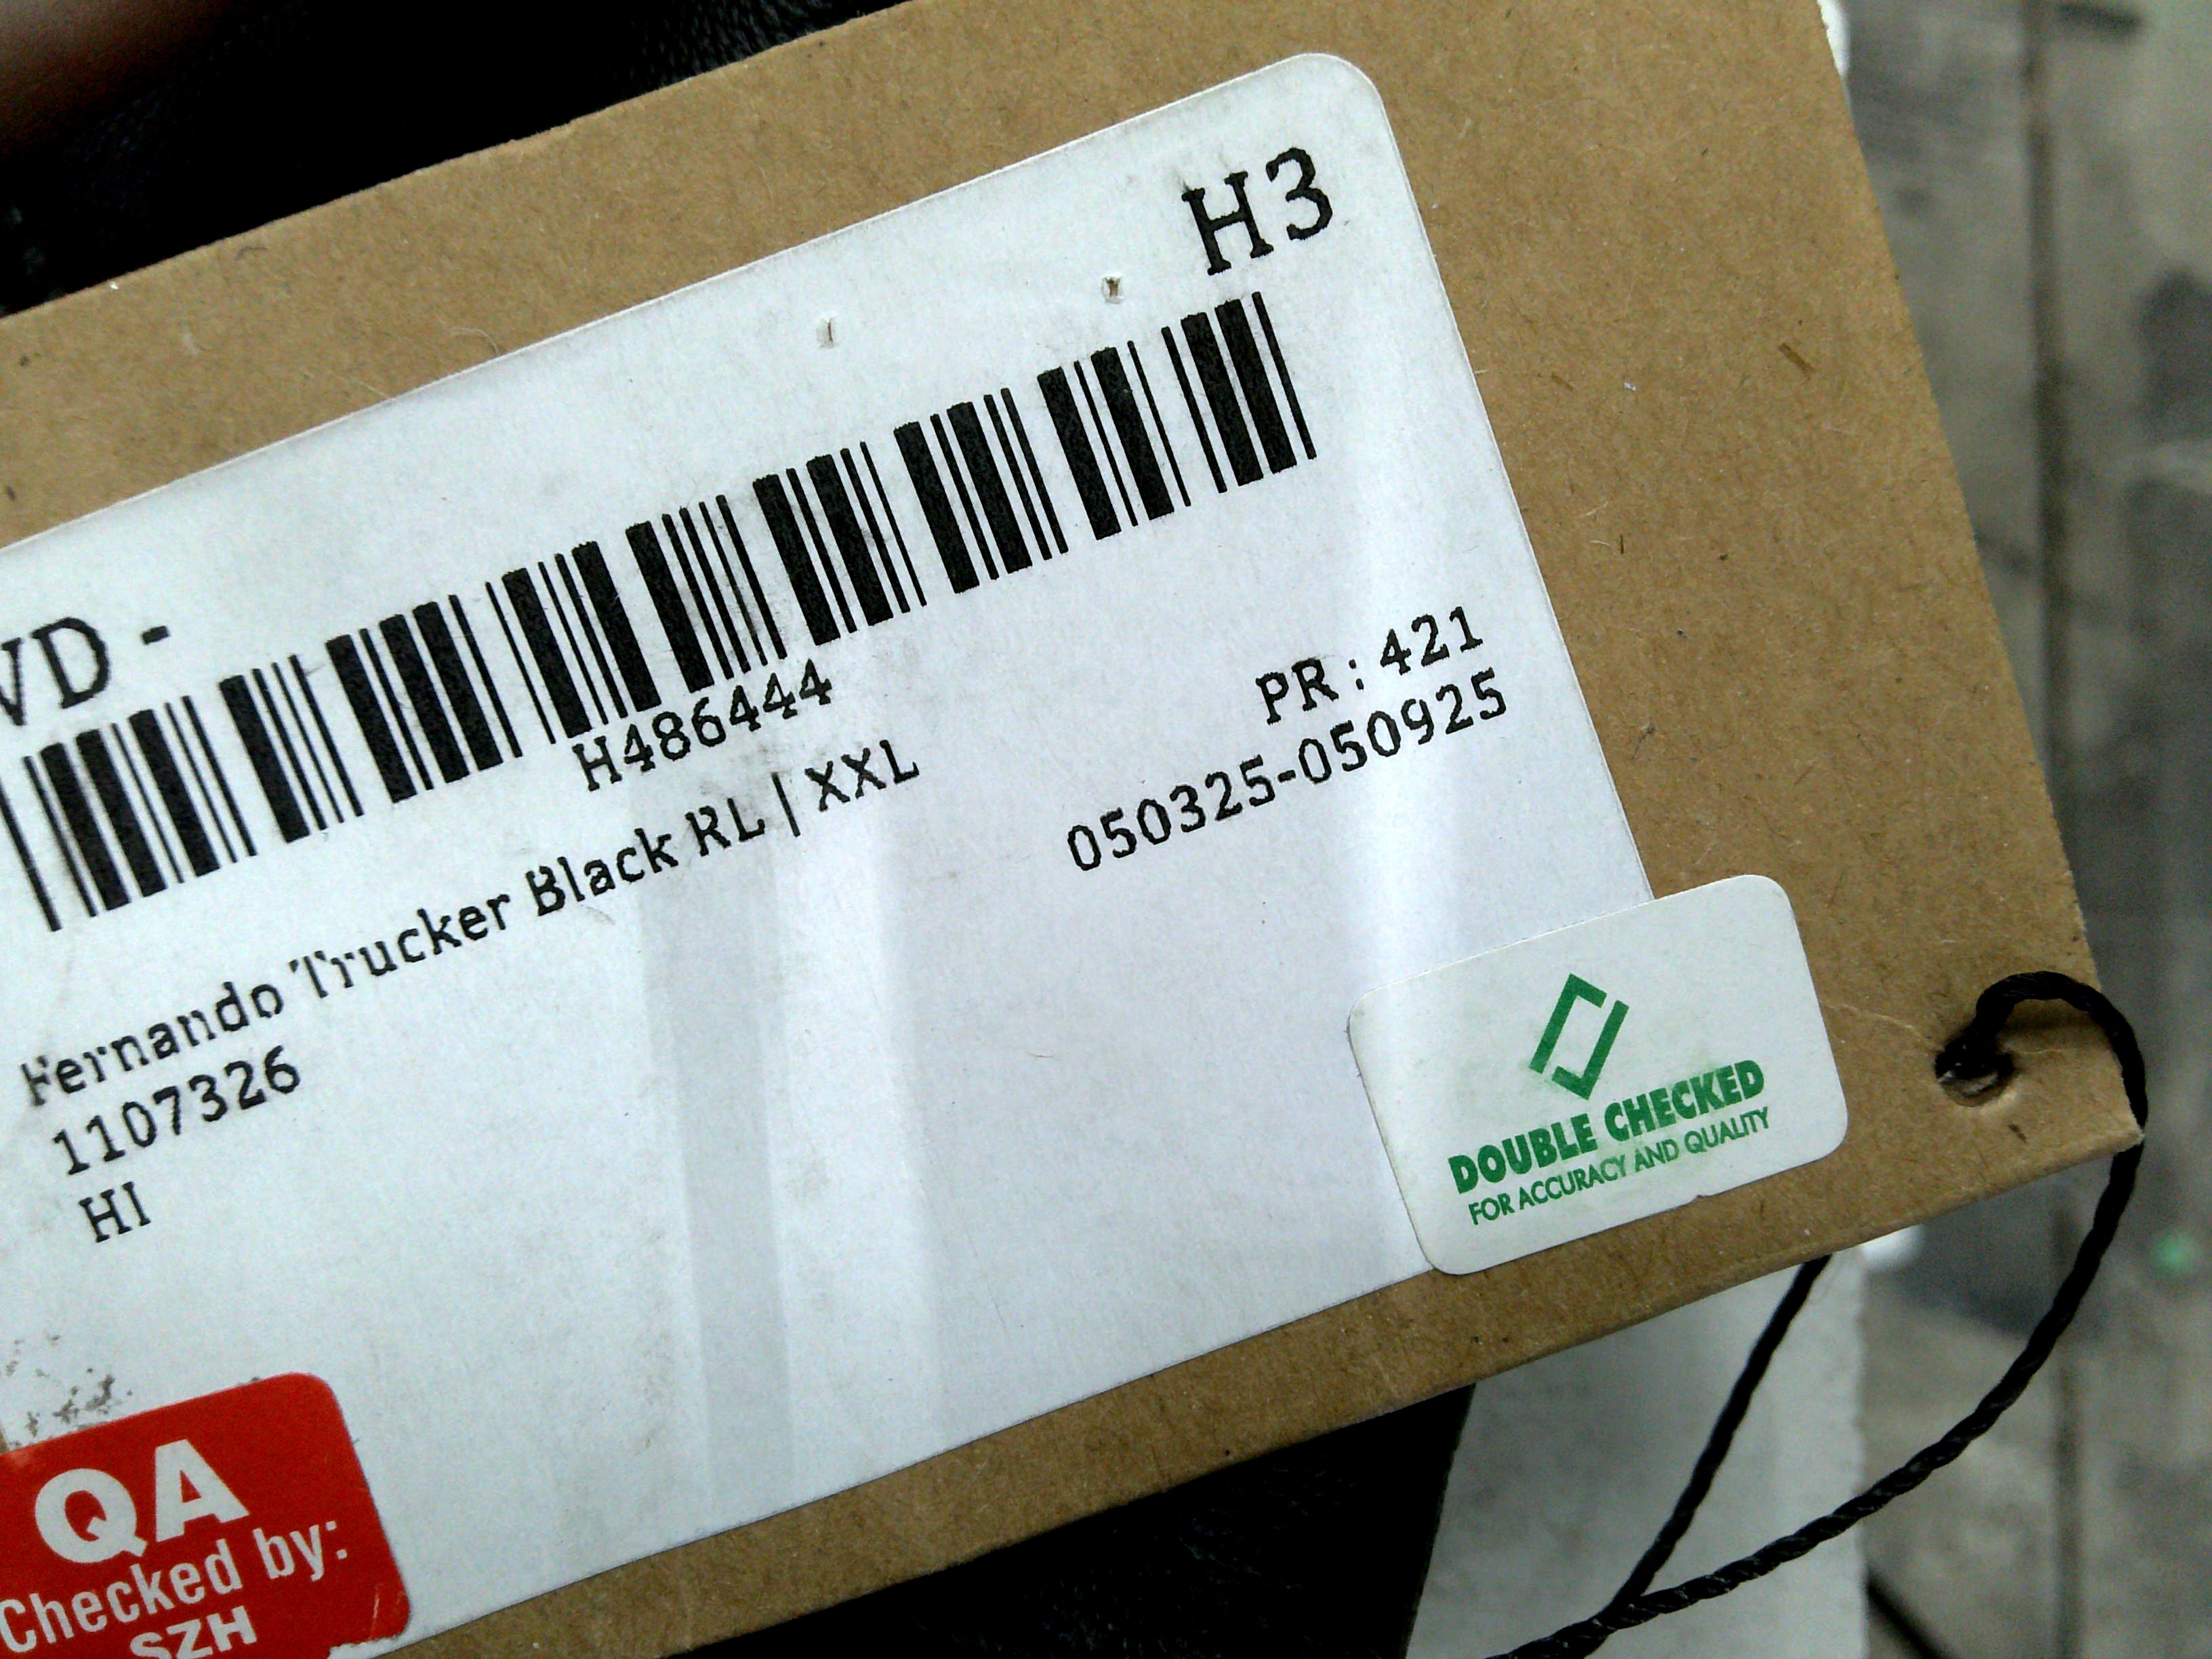 VD -
H3
H486444
Fernando Trucker Black RL | XXL
PR : 421
1107326
050325-050925
HI
DOUBLE CHECKED
FOR ACCURACY AND QUALITY
QA
Checked by:
SZH